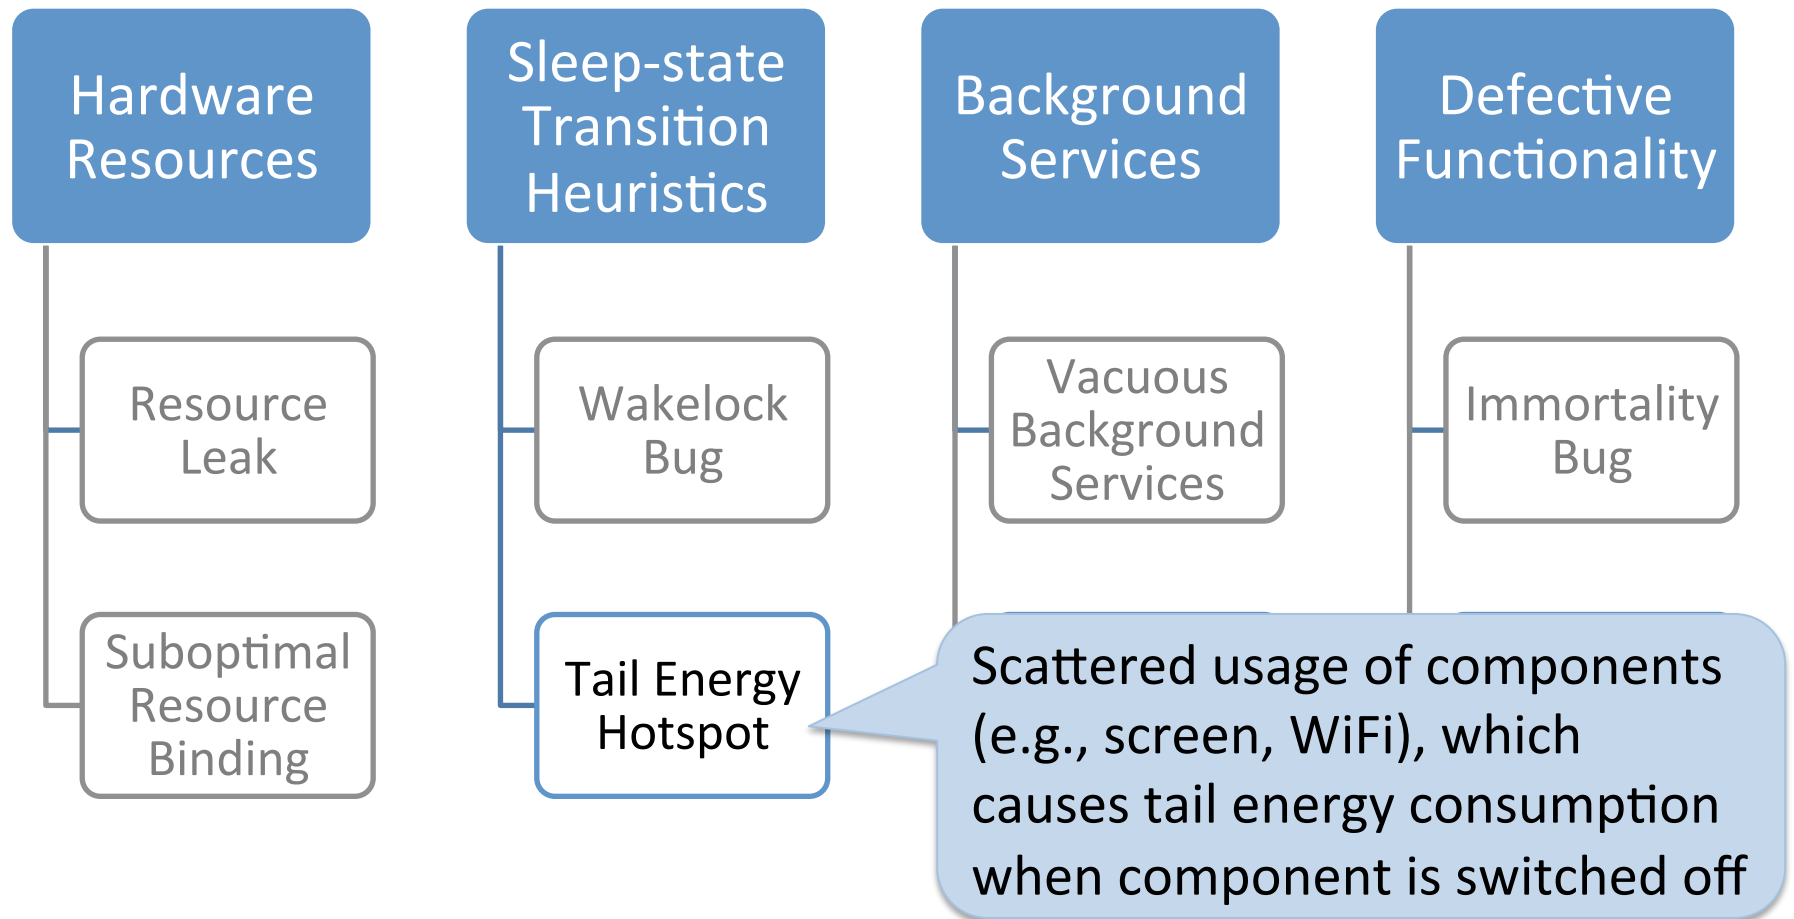 Hardware
Resources
Sleep-state
Transition
Heuristics
Background
Services
Defective
Functionality
Resource
Leak
Wakelock
Bug
Vacuous
Background
Services
Immortality
Bug
Suboptimal
Resource
Binding
Tail Energy
Hotspot
Scattered usage of components
(e.g., screen, WiFi), which
causes tail energy consumption
when component is switched off